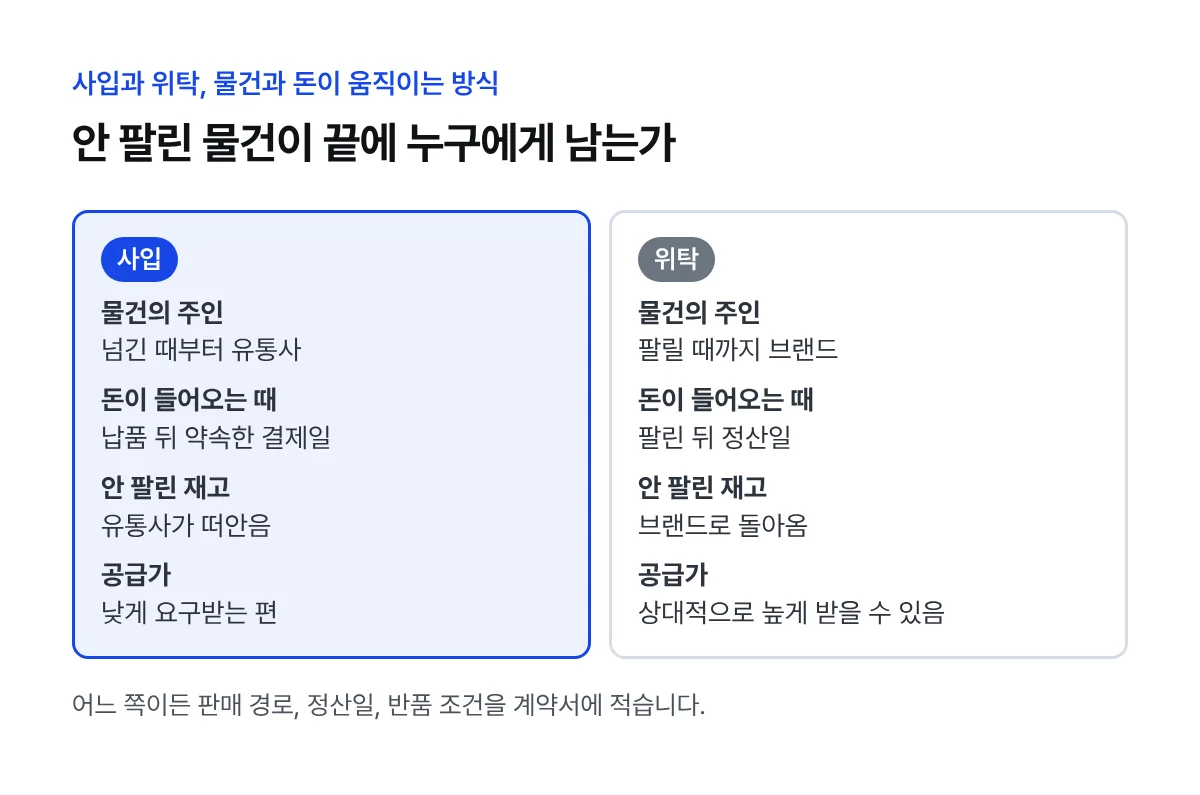 사입과 위탁, 물건과 돈이 움직이는 방식
안 팔린 물건이 끝에 누구에게 남는가
사입
물건의 주인
넘긴 때부터 유통사
돈이 들어오는 때
납품 뒤 약속한 결제일
안 팔린 재고
유통사가 떠안음
공급가
낮게 요구받는 편
위탁
물건의 주인
팔릴 때까지 브랜드
돈이 들어오는 때
팔린 뒤 정산일
안 팔린 재고
브랜드로 돌아옴
공급가
상대적으로 높게 받을 수 있음
어느 쪽이든 판매 경로, 정산일, 반품 조건을 계약서에 적습니다.